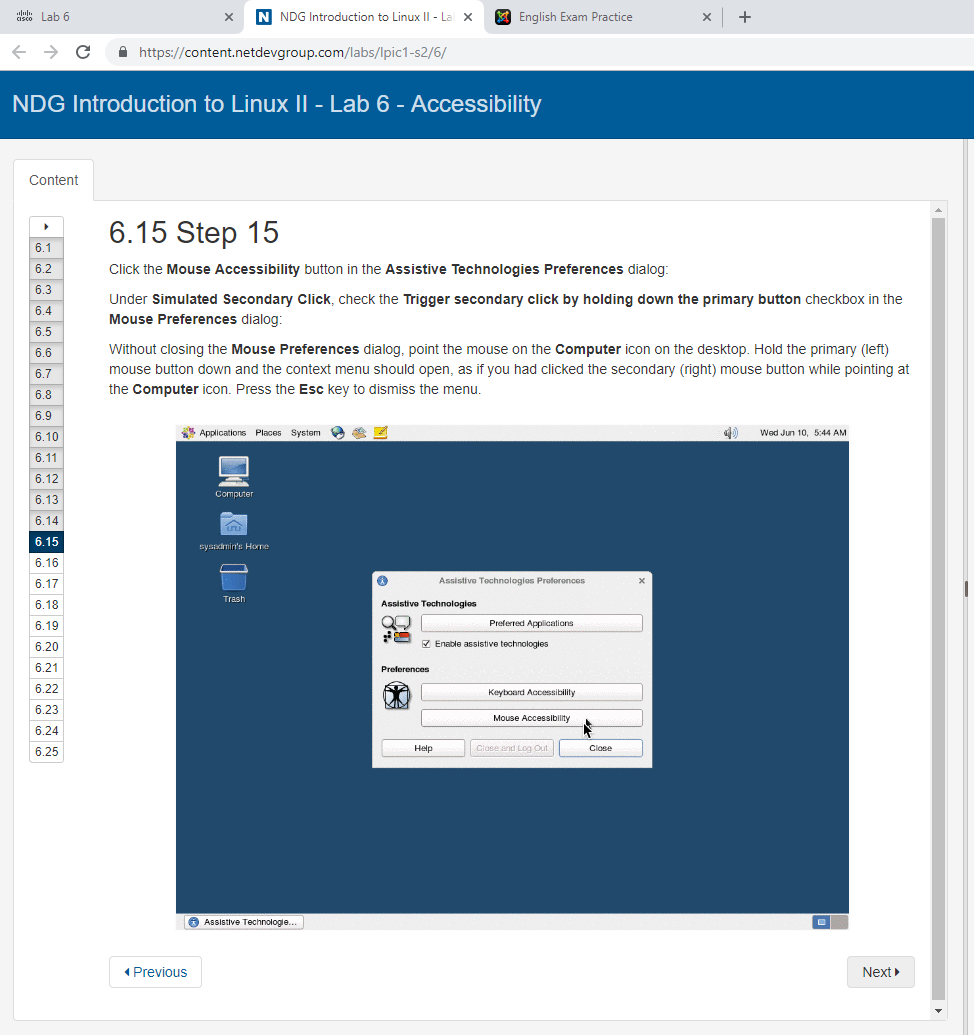 Lab 6
NDG Introduction to Linux II - La
English Exam Practice
https://content.netdevgroup.com/labs/lpic1-s2/6/
NDG Introduction to Linux II - Lab 6 - Accessibility
Content
6.1
6.2
6.3
6.4
6.5
6.6
6.7
6.8
6.9
6.10
6.11
6.12
6.13
6.14
6.15
6.16
6.17
6.18
6.19
6.20
6.21
6.22
6.23
6.24
6.25
6.15 Step 15
Click the Mouse Accessibility button in the Assistive Technologies Preferences dialog:
Under Simulated Secondary Click, check the Trigger secondary click by holding down the primary button checkbox in the
Mouse Preferences dialog:
Without closing the Mouse Preferences dialog, point the mouse on the Computer icon on the desktop. Hold the primary (left)
mouse button down and the context menu should open, as if you had clicked the secondary (right) mouse button while pointing at
the Computer icon. Press the Esc key to dismiss the menu.
Applications Places System Wed Jun 10, 5:44 AM
Computer
sysadmin's Home
Trash
Assistive Technologies Preferences
Assistive Technologies
Preferred Applications
Enable assistive technologies
Preferences
Keyboard Accessibility
Mouse Accessibility
Help Close and Log Out Close
Assistive Technologie...
Previous Next